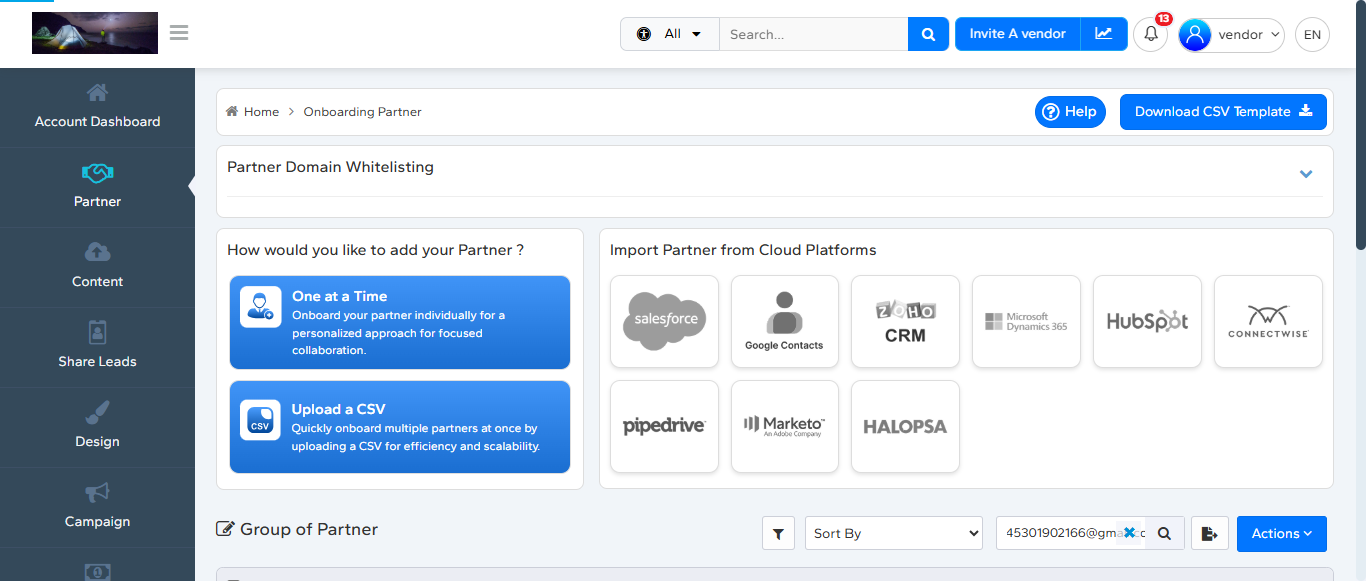 All
Search...
Invite A vendor
13
vendor
EN
Account Dashboard
Partner
Content
Share Leads
Design
Campaign
Home > Onboarding Partner
Help
Download CSV Template
Partner Domain Whitelisting
How would you like to add your Partner ?
One at a Time
Onboard your partner individually for a
personalized approach for focused
collaboration.
CSV
Upload a CSV
Quickly onboard multiple partners at once by
uploading a CSV for efficiency and scalability.
Import Partner from Cloud Platforms
salesforce
Google Contacts
ZOHO
CRM
Microsoft
Dynamics 365
HubSpot
CONNECTWISE
pipedrive
Marketo™
An Adobe Company
HALOPSA
Group of Partner
Sort By
45301902166@gma
Actions